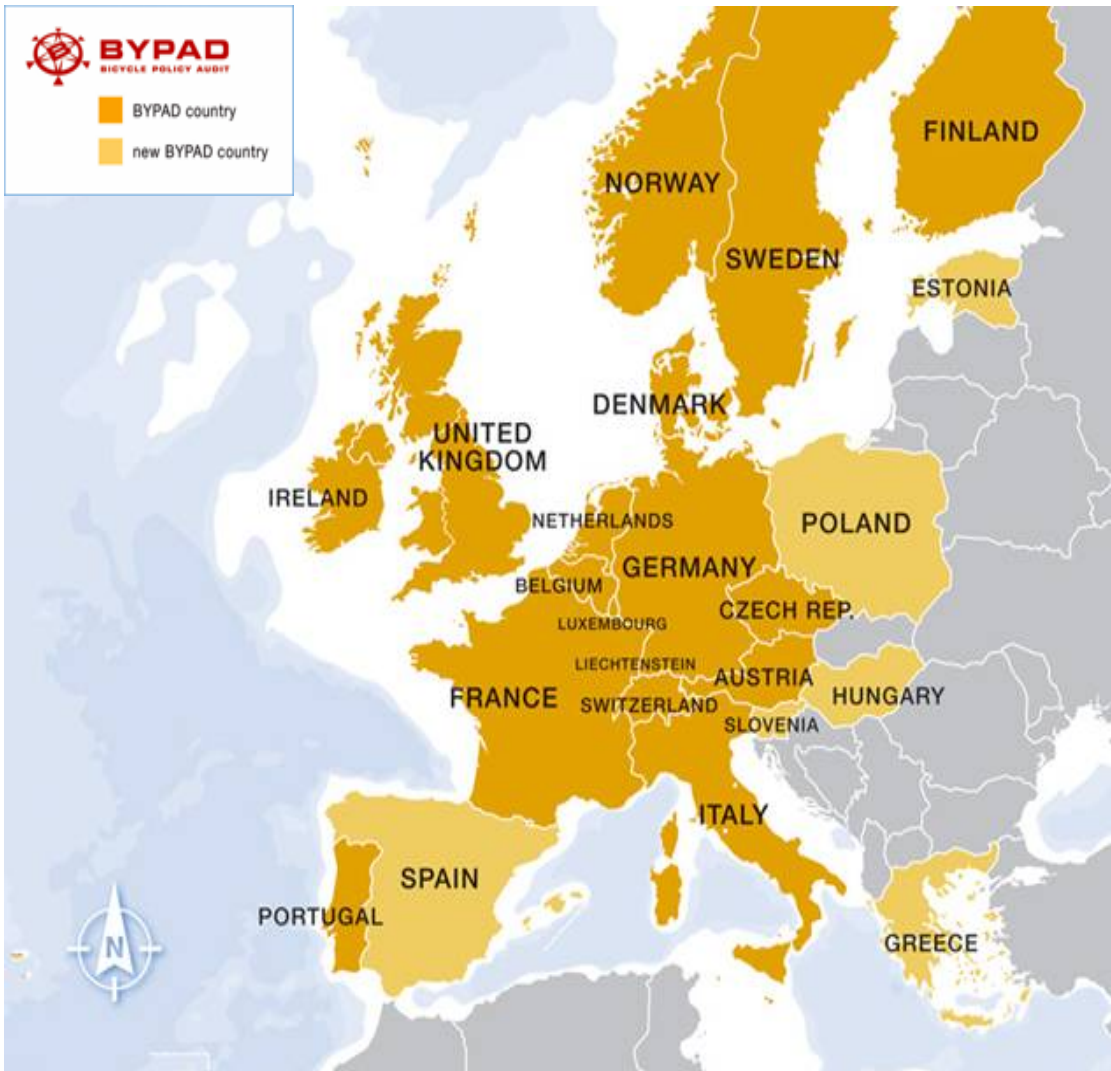 BYPAD
BICYCLE POLICY AUDIT
BYPAD country
new BYPAD country
FINLAND
NORWAY
SWEDEN
ESTONIA
DENMARK
UNITED
KINGDOM
IRELAND
NETHERLANDS
POLAND
GERMANY
BELGIUM
CZECH REP.
LUXEMBOURG
LIECHTENSTEIN
AUSTRIA
FRANCE
HUNGARY
SWITZERLAND
SLOVENIA
ITALY
SPAIN
PORTUGAL
GREECE
N